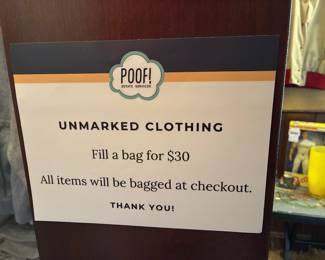 POOF!
ESTATE SERVICES
UNMARKED CLOTHING
Fill a bag for $30
All items will be bagged at checkout.
THANK YOU!